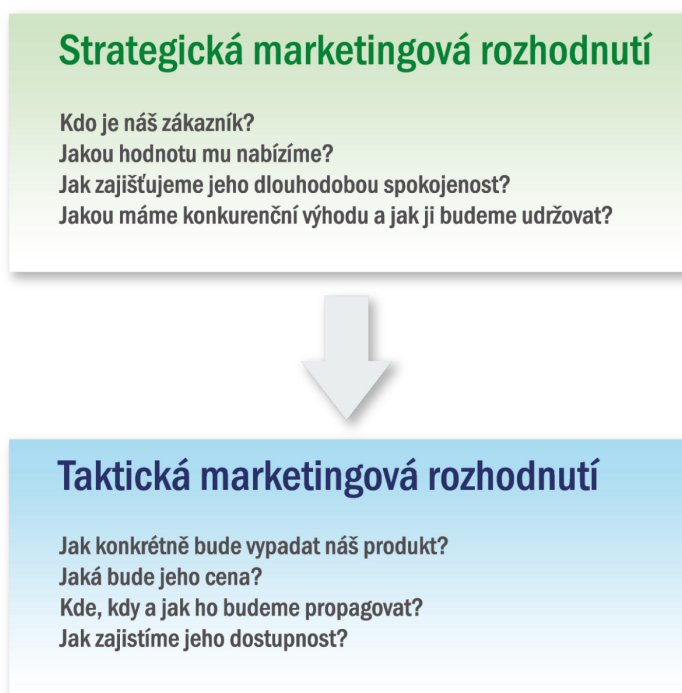 Strategická marketingová rozhodnutí
Kdo je náš zákazník?
Jakou hodnotu mu nabízíme?
Jak zajišťujeme jeho dlouhodobou spokojenost?
Jakou máme konkurenční výhodu a jak ji budeme udržovat?
Taktická marketingová rozhodnutí
Jak konkrétně bude vypadat náš produkt?
Jaká bude jeho cena?
Kde, kdy a jak ho budeme propagovat?
Jak zajistíme jeho dostupnost?